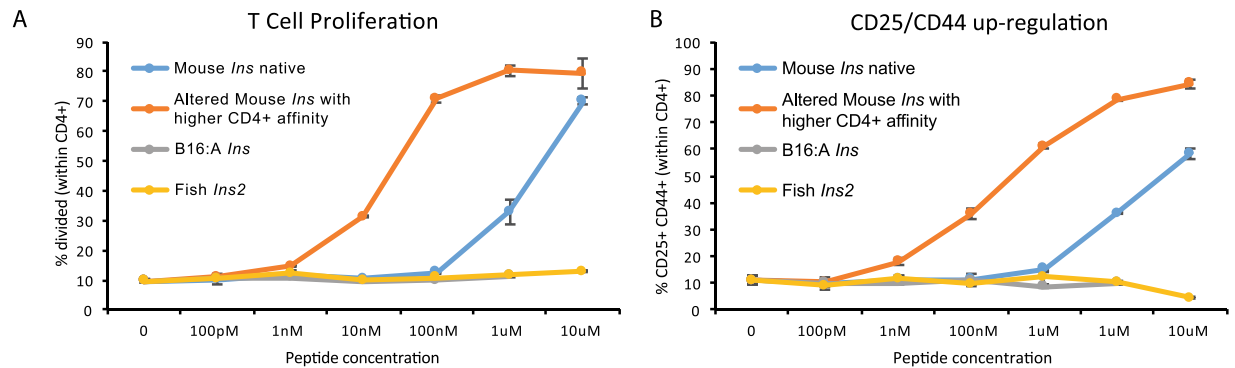 A
T Cell Proliferation
% divided (within CD4+)
90
80
70
60
50
40
30
20
10
0
Mouse Ins native
Altered Mouse Ins with
higher CD4+ affinity
B16:A Ins
Fish Ins2
0 100pM 1nM 10nM 100nM 1uM 10uM
Peptide concentration
B
CD25/CD44 up-regulation
% CD25+ CD44+ (within CD4+)
100
90
80
70
60
50
40
30
20
10
0
Mouse Ins native
Altered Mouse Ins with
higher CD4+ affinity
B16:A Ins
Fish Ins2
0 100pM 1nM 100nM 1uM 1uM 10uM
Peptide concentration